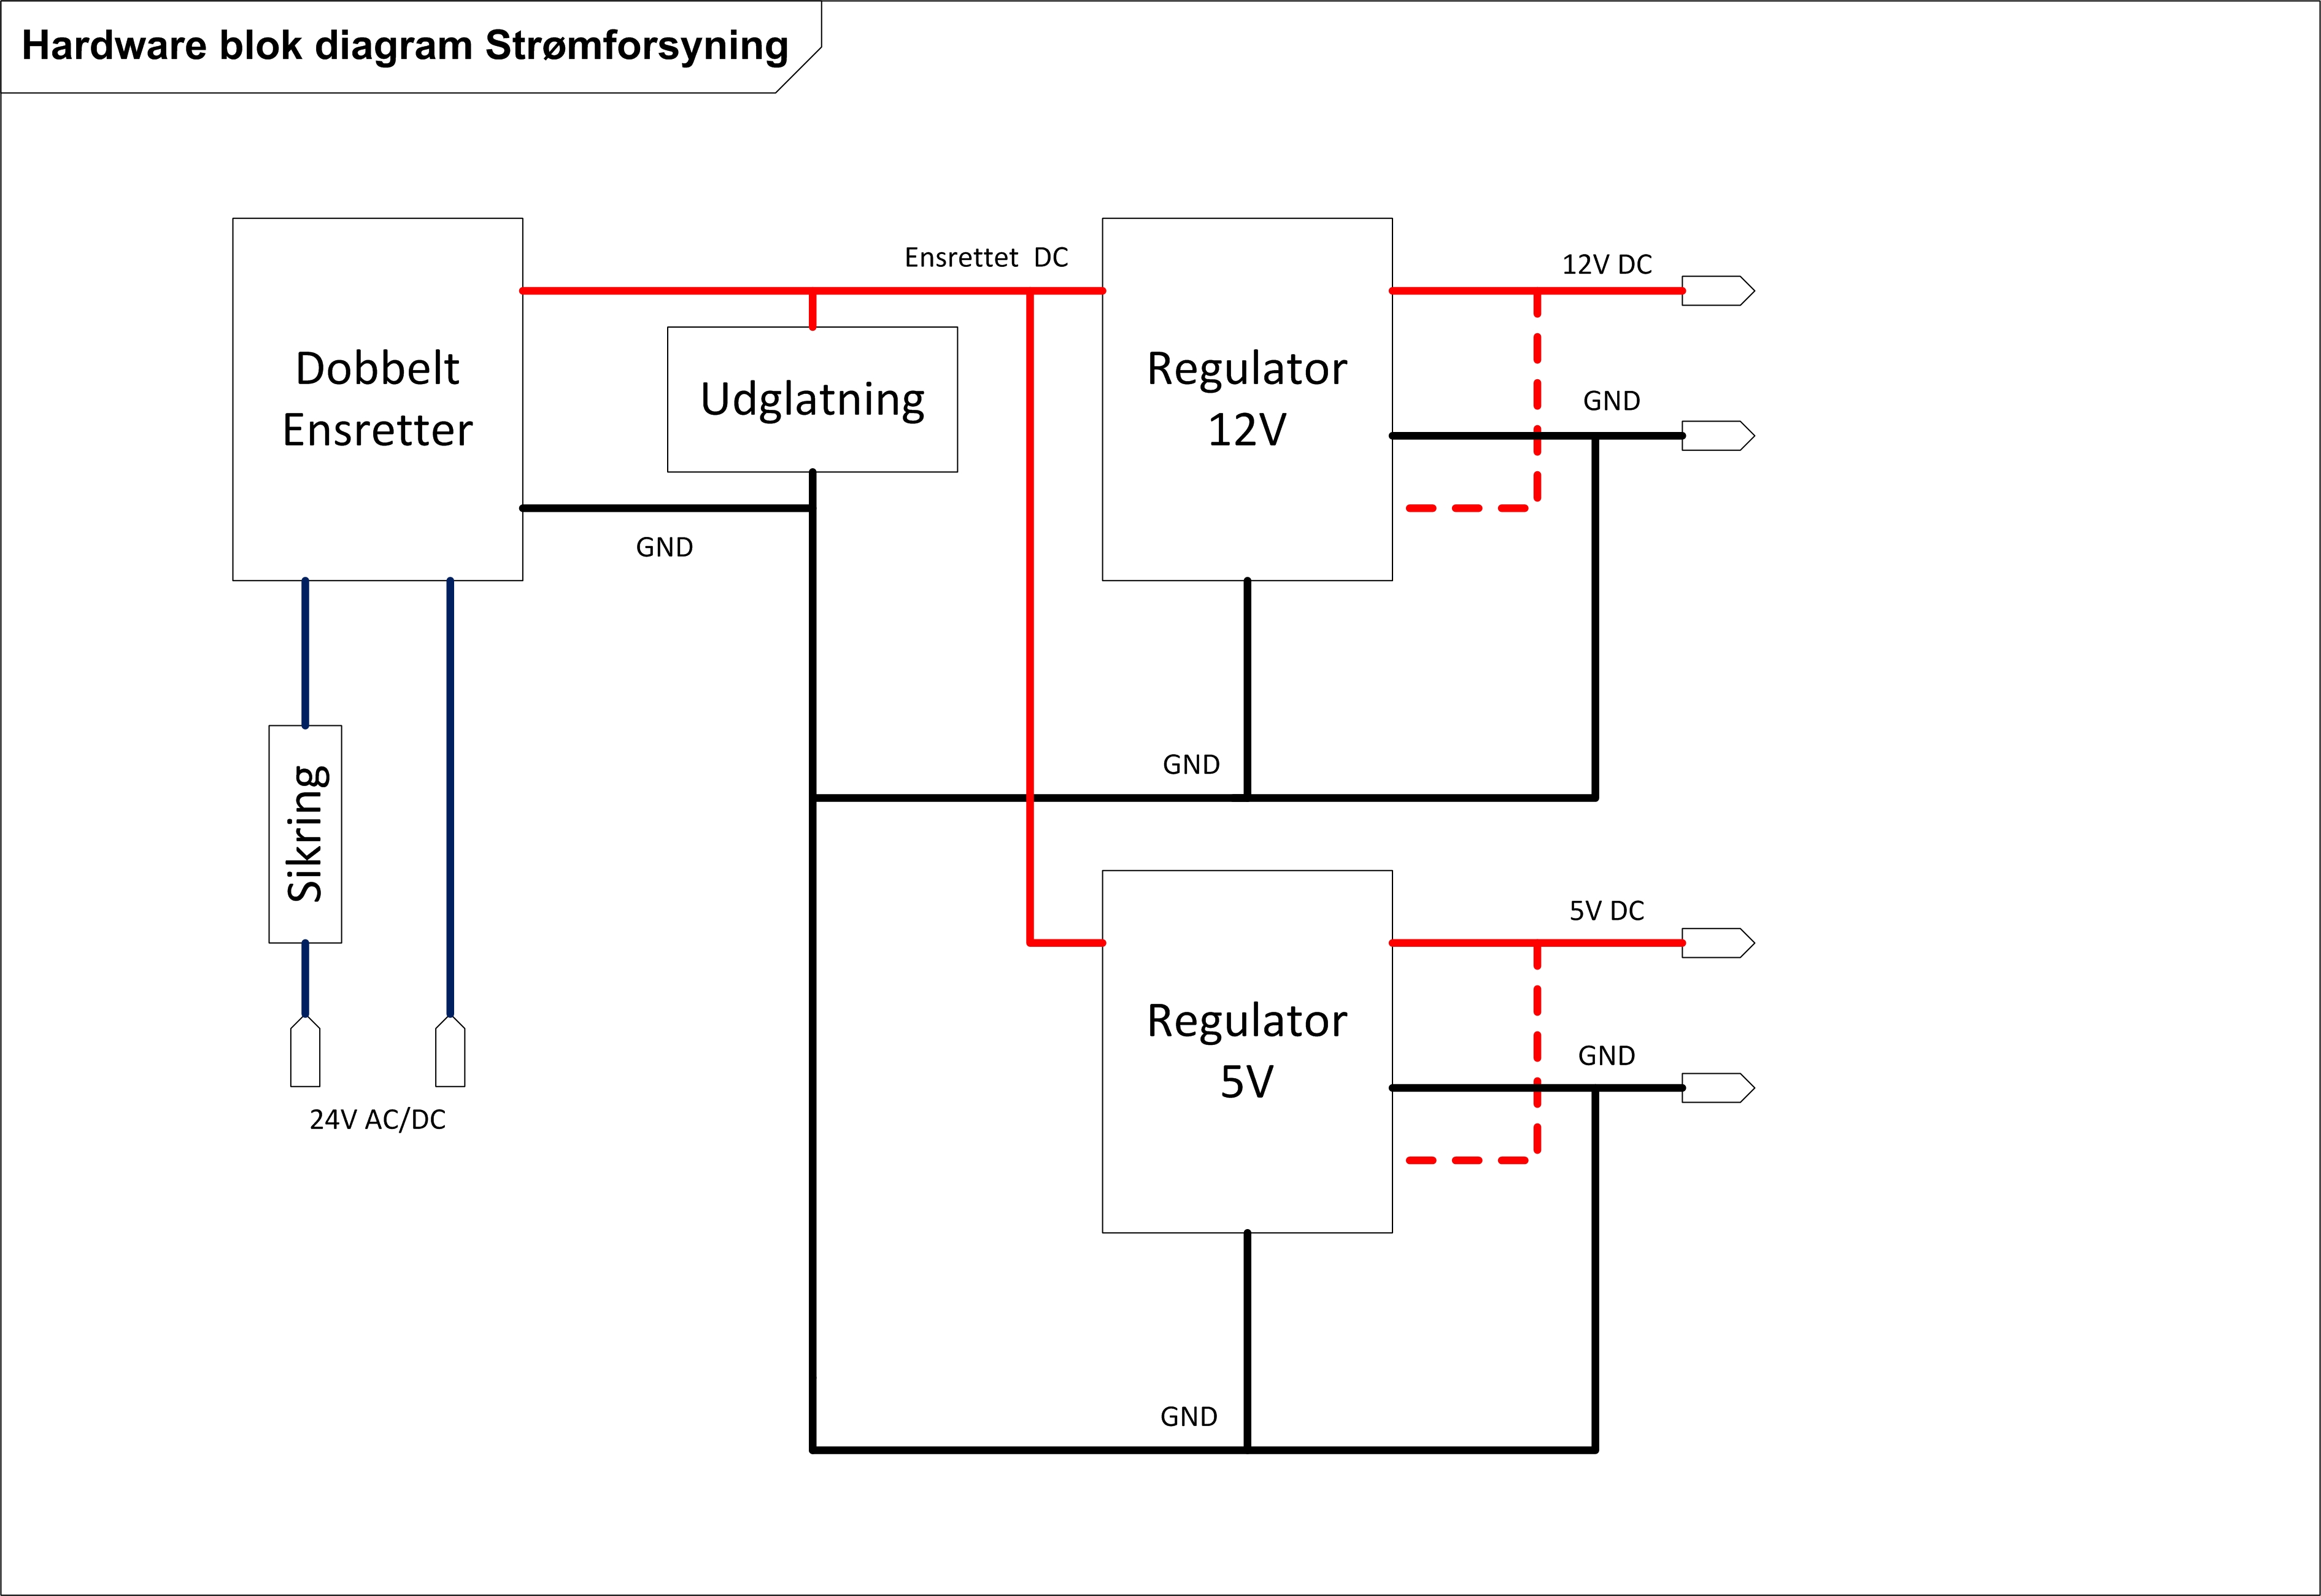 Hardware blok diagram Strømforsyning
Ensrettet DC
12V DC
Dobbelt
Ensretter
Udglatning
Regulator
12V
GND
GND
GND
Sikring
5V DC
Regulator
5V
GND
24V AC/DC
GND